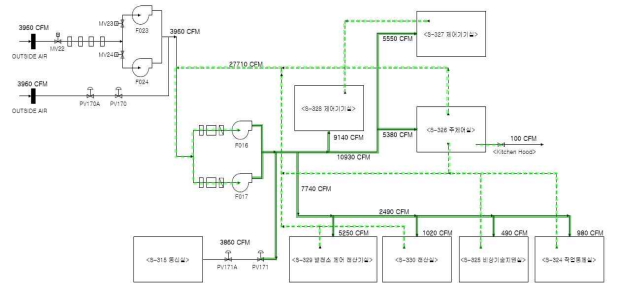 3960 CFM
MV23
F023
3960 CFM
5550 CFM
<S-327 제어기기실>
MV22
OUTSIDE AIR
MV24
F024
27710 CFM
3960 CFM
OUTSIDE AIR
PV170A
PV170
<S-328 제어기기실>
<S-326 주제어실>
100 CFM
<Kitchen Hood>
F016
9140 CFM
5380 CFM
10930 CFM
F017
7740 CFM
2490 CFM
3860 CFM
5250 CFM
1020 CFM
490 CFM
980 CFM
<S-315 통신실>
PV171A
PV171
<S-329 발전소 제어 전산기실>
<S-330 전산실>
<S-325 비상기술지원실>
<S-324 작업통제실>